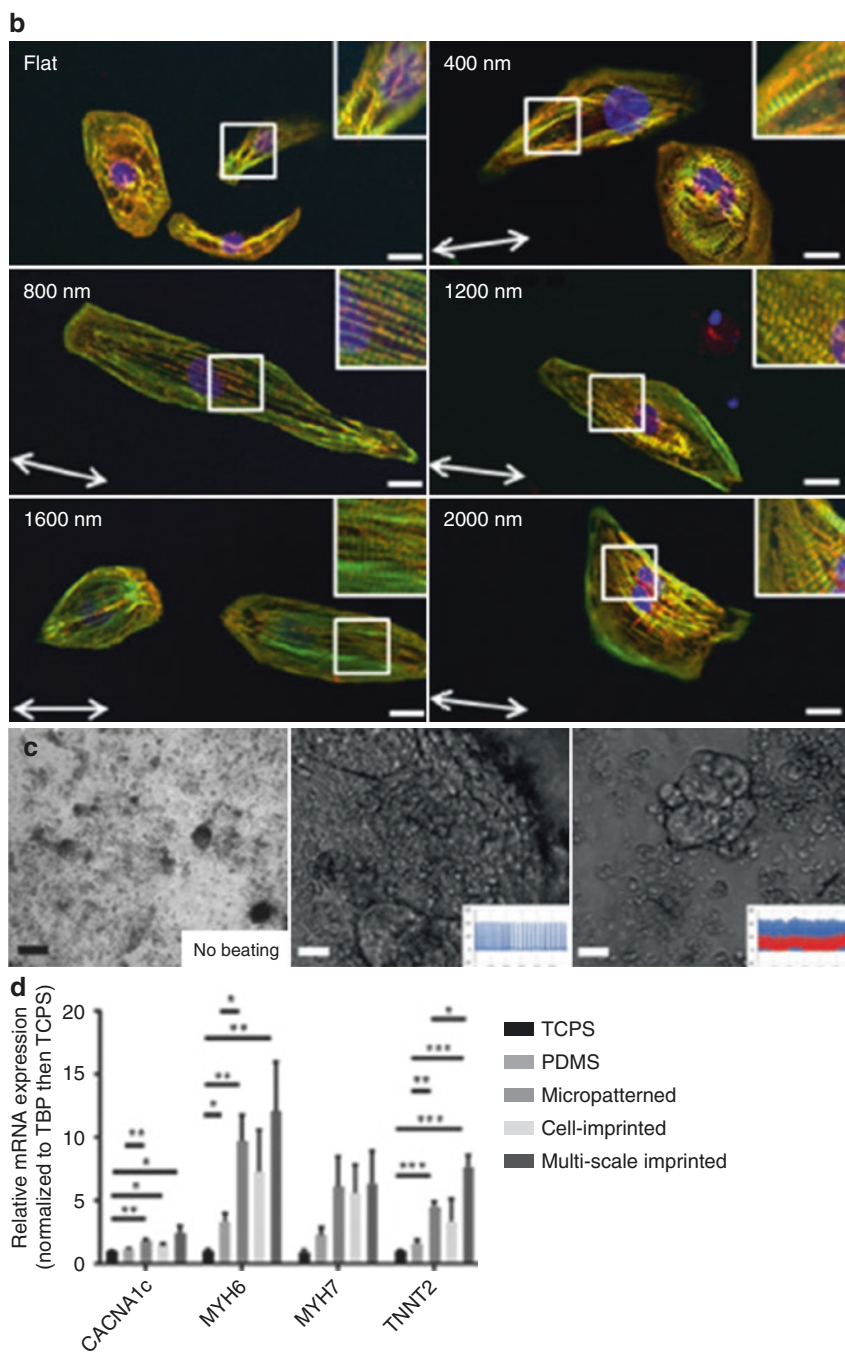 b
Flat
400 nm
800 nm
1200 nm
1600 nm
2000 nm
c
No beating
d
Relative mRNA expression
(normalized to TBP then TCPS)
20
15
10
5
0
CACNA1c
MYH6
MYH7
TNNT2
TCPS
PDMS
Micropatterned
Cell-imprinted
Multi-scale imprinted